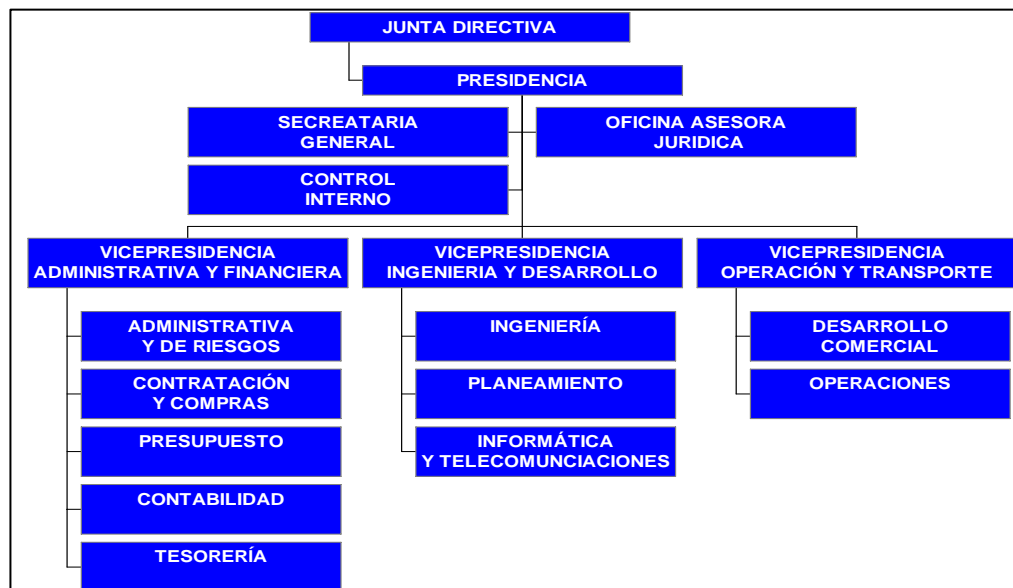 JUNTA DIRECTIVA
PRESIDENCIA
SECREATARIA
GENERAL
OFICINA ASESORA
JURIDICA
CONTROL
INTERNO
VICEPRESIDENCIA
ADMINISTRATIVA Y FINANCIERA
VICEPRESIDENCIA
INGENIERIA Y DESARROLLO
VICEPRESIDENCIA
OPERACIÓN Y TRANSPORTE
ADMINISTRATIVA
Y DE RIESGOS
CONTRATACIÓN
Y COMPRAS
PRESUPUESTO
CONTABILIDAD
TESORERÍA
INGENIERÍA
PLANEAMIENTO
INFORMÁTICA
Y TELECOMUNCIACIONES
DESARROLLO
COMERCIAL
OPERACIONES